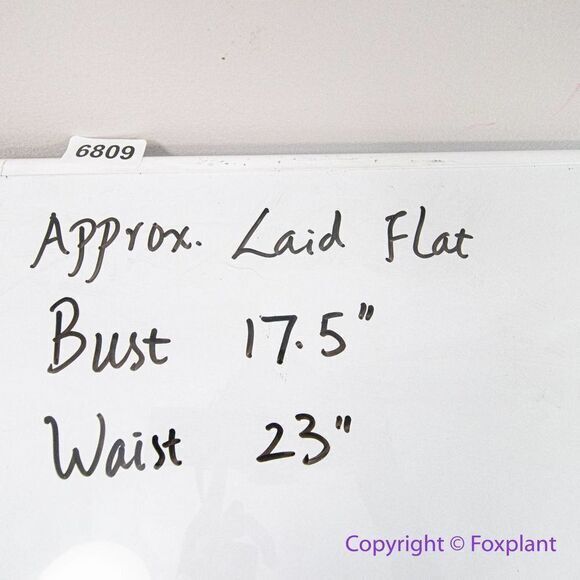 6809
Approx. Laid Flat
Bust 17.5"
Waist 23"
Copyright © Foxplant